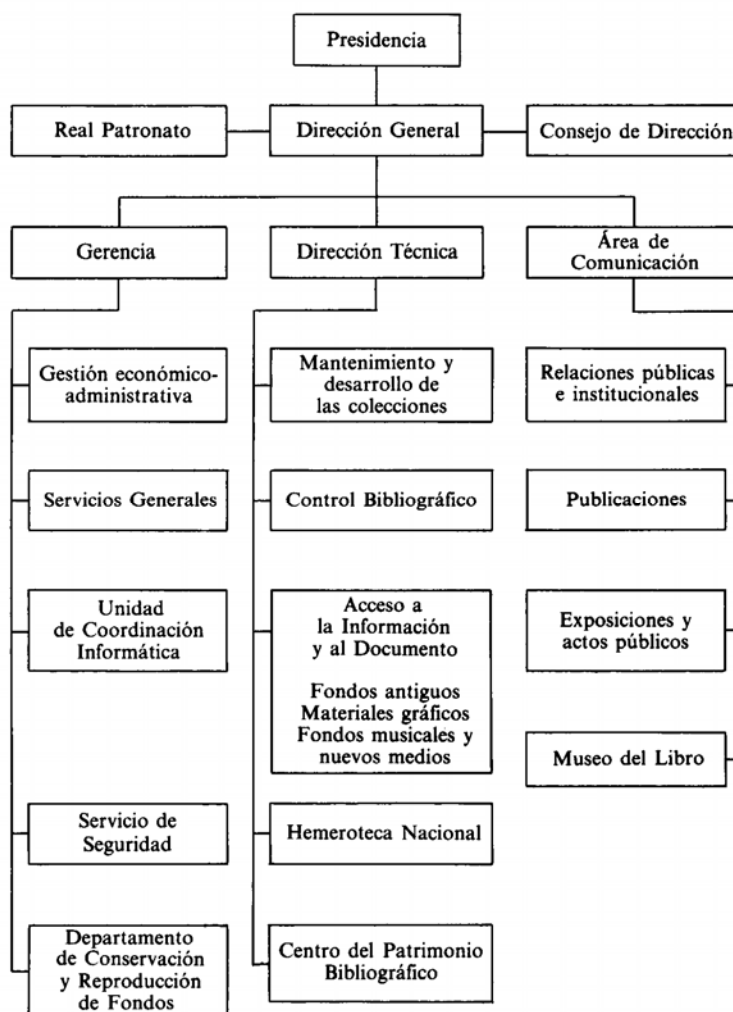 Presidencia
Real Patronato
Dirección General
Consejo de Dirección
Gerencia
Dirección Técnica
Área de
Comunicación
Gestión económico-
administrativa
Servicios Generales
Unidad
de Coordinación
Informática
Servicio de
Seguridad
Departamento
de Conservación
y Reproducción
de Fondos
Mantenimiento y
desarrollo de
las colecciones
Control Bibliográfico
Acceso a
la Información
y al Documento
Fondos antiguos
Materiales gráficos
Fondos musicales y
nuevos medios
Hemeroteca Nacional
Centro del Patrimonio
Bibliográfico
Relaciones públicas
e institucionales
Publicaciones
Exposiciones y
actos públicos
Museo del Libro